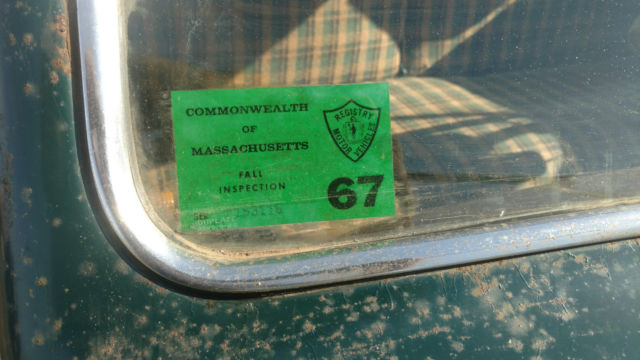 COMMONWEALTH
OF
MASSACHUSETTS
FALL
INSPECTION
REGISTRY
MOTOR VEHICLES
67